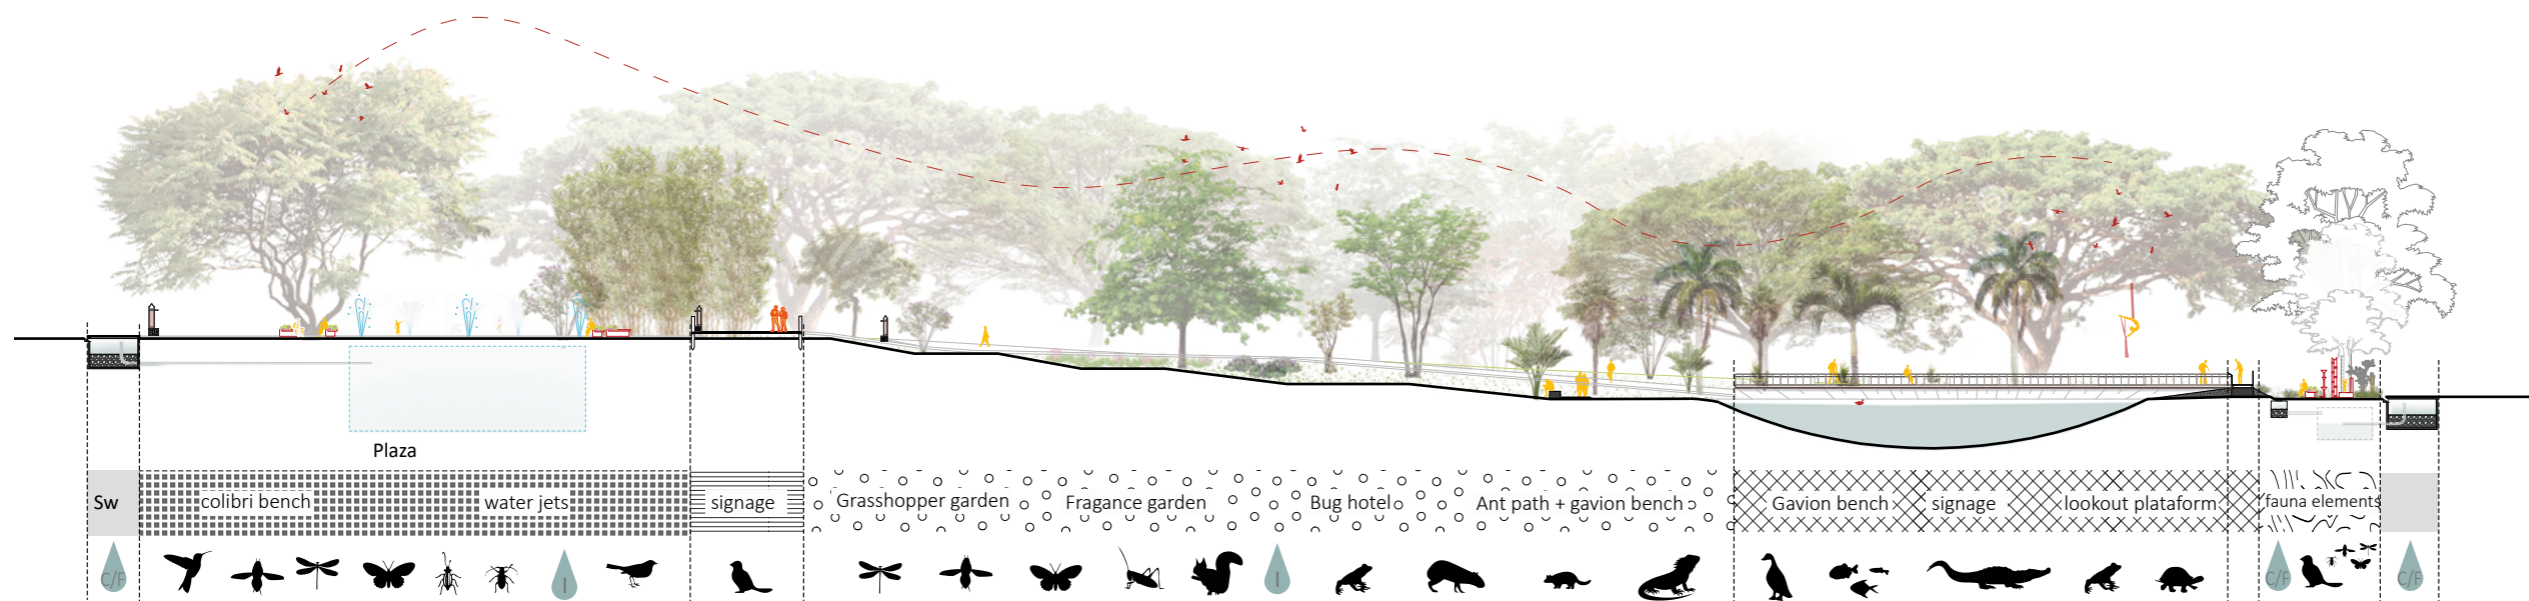 Plaza
Sw
colibri bench
water jets
signage
Grasshopper garden
Fragance garden
Bug hotel
Ant path + gavion bench
Gavion bench
signage
lookout plataform
fauna elements
C/F
I
I
C/F
C/F